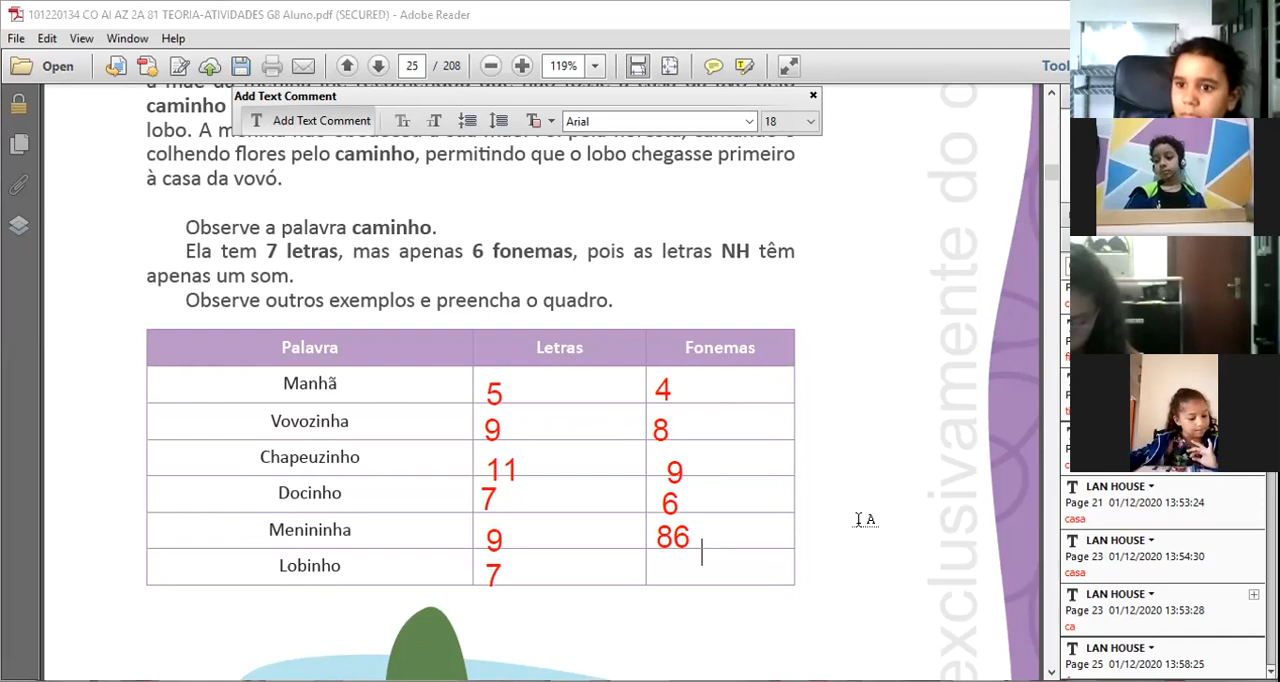 101220134 CO AI AZ 2A 81 TEORIA-ATIVIDADES G8 Aluno.pdf (SECURED) - Adobe Reader
File Edit View Window Help
Open 25 / 208 119% Tool
Add Text Comment
Add Text Comment Arial 18
caminho
lobo. A
colhendo flores pelo caminho, permitindo que o lobo chegasse primeiro
à casa da vovó.
Observe a palavra caminho.
Ela tem 7 letras, mas apenas 6 fonemas, pois as letras NH têm
apenas um som.
Observe outros exemplos e preencha o quadro.
Palavra Letras Fonemas
Manhã 5 4
Vovozinha 9 8
Chapeuzinho 11 9
Docinho 7 6
Menininha 9 86
Lobinho 7
exclusivamente do
LAN HOUSE
Page 21 01/12/2020 13:53:24
casa
LAN HOUSE
Page 23 01/12/2020 13:54:30
casa
LAN HOUSE
Page 23 01/12/2020 13:53:28
ca
LAN HOUSE
Page 25 01/12/2020 13:58:25